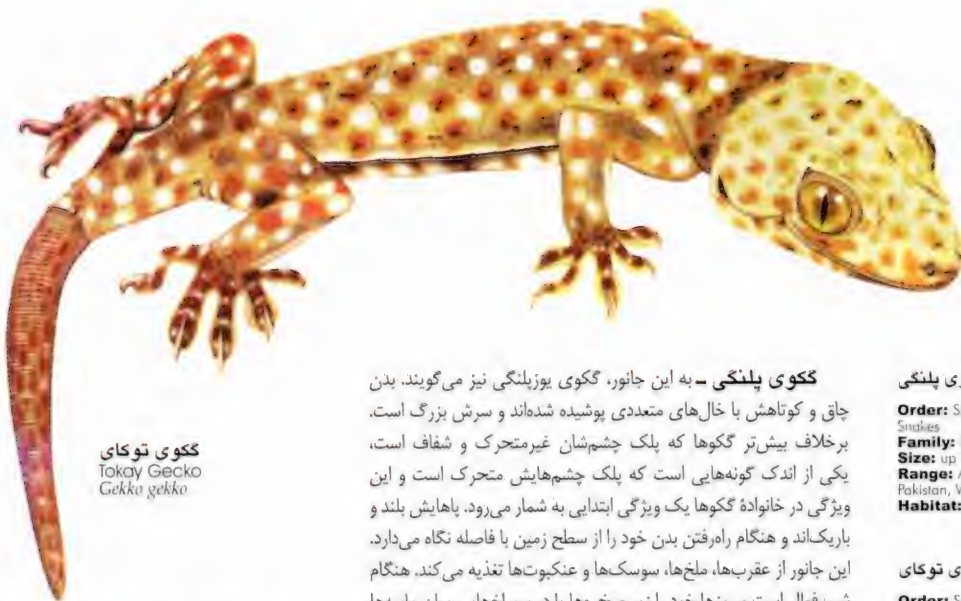 گکوی توکای
Tokay Gecko
Gekko gekko
گکوی پلنگی ـ به این جانور، گکوی یوزپلنگی نیز می‌گویند. بدن
چاق و کوتاهش با خال‌های متعددی پوشیده شده‌اند و سرش بزرگ است.
برخلاف بیش‌تر گکوها که پلک چشم‌شان غیرمتحرک و شفاف است،
یکی از اندک گونه‌هایی است که پلک چشم‌هایش متحرک است و این
ویژگی در خانوادهٔ گکوها یک ویژگی ابتدایی به شمار می‌رود. پاهایش بلند و
باریک‌اند و هنگام راه‌رفتن بدن خود را از سطح زمین با فاصله نگاه می‌دارد.
این جانور از عقرب‌ها، ملخ‌ها، سوسک‌ها و عنکبوت‌ها تغذیه می‌کند. هنگام
پلنگی
Order:
Snakes
Family:
Size: up
Range:
Pakistan,
Habitat:
توکای
Order: